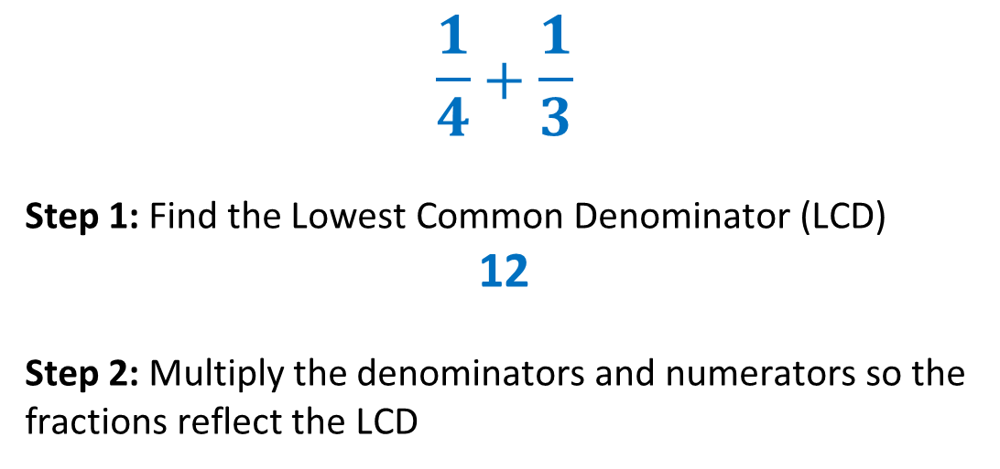 1/4 + 1/3
Step 1: Find the Lowest Common Denominator (LCD)
12
Step 2: Multiply the denominators and numerators so the
fractions reflect the LCD